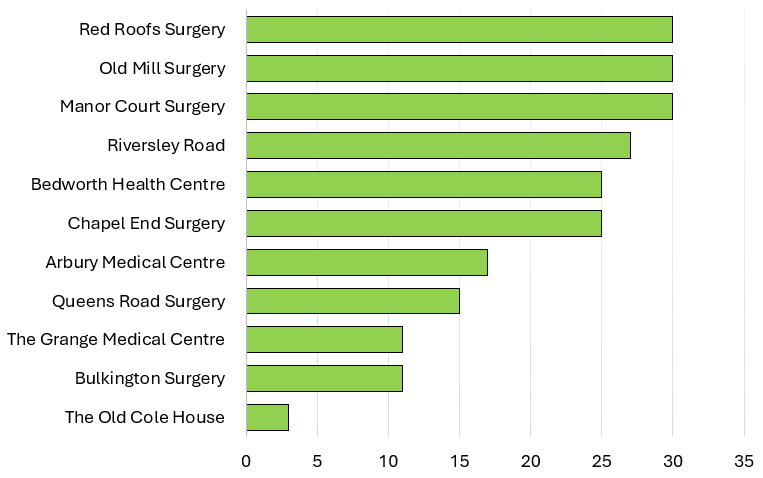 Red Roofs Surgery
Old Mill Surgery
Manor Court Surgery
Riversley Road
Bedworth Health Centre
Chapel End Surgery
Arbury Medical Centre
Queens Road Surgery
The Grange Medical Centre
Bulkington Surgery
The Old Cole House
0 5 10 15 20 25 30 35